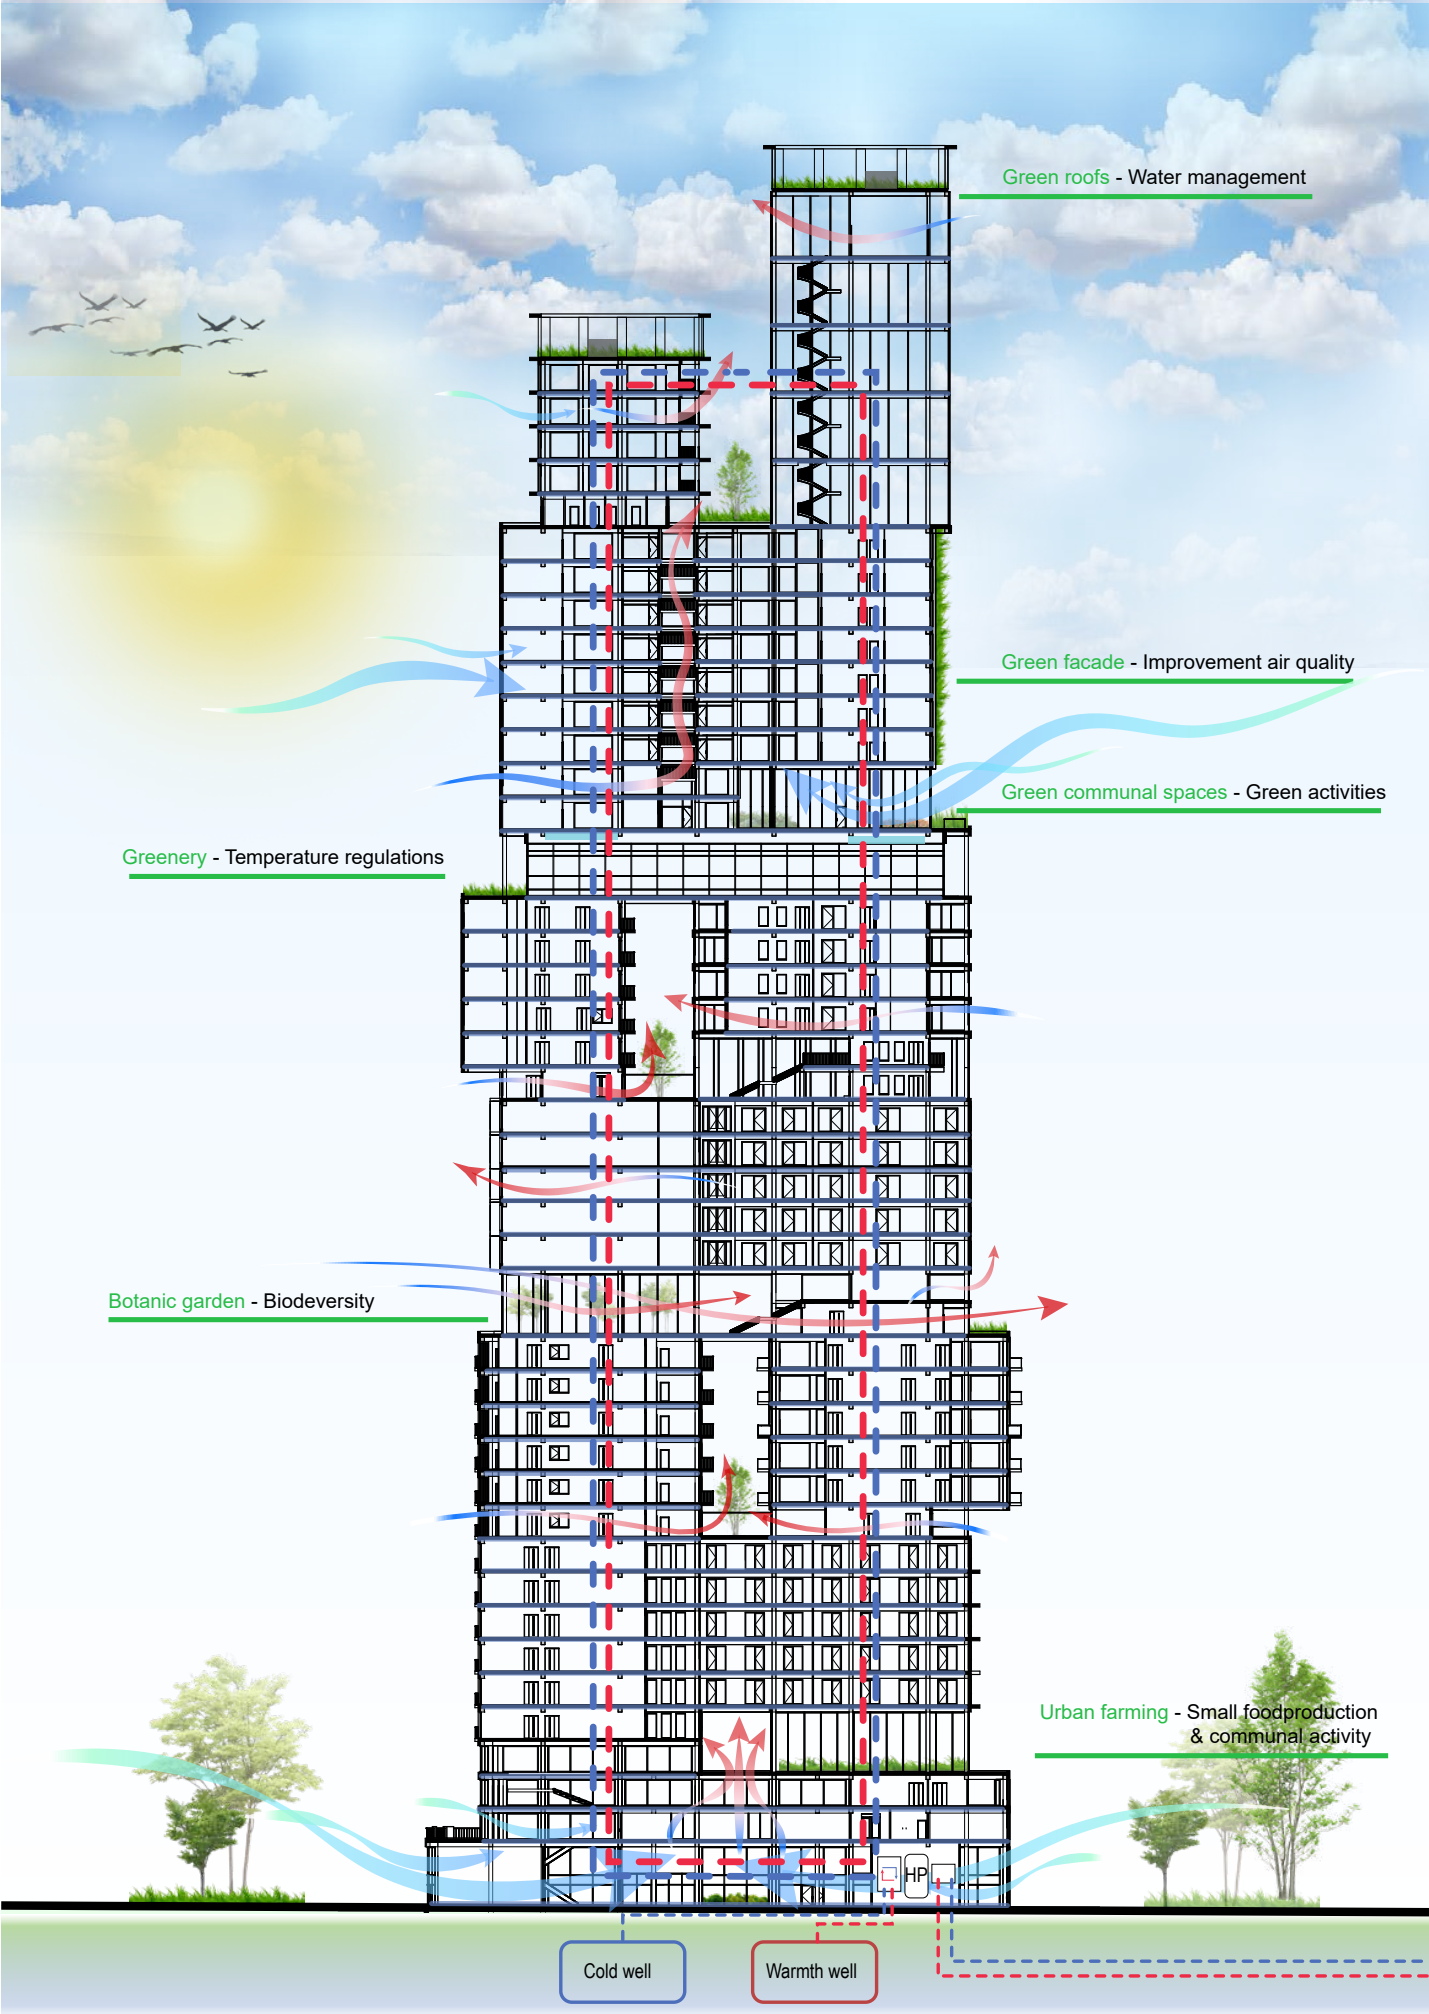 Green roofs - Water management
Green facade - Improvement air quality
Green communal spaces - Green activities
Greenery - Temperature regulations
Botanic garden - Biodeversity
Urban farming - Small foodproduction
& communal activity
HP
Cold well
Warmth well